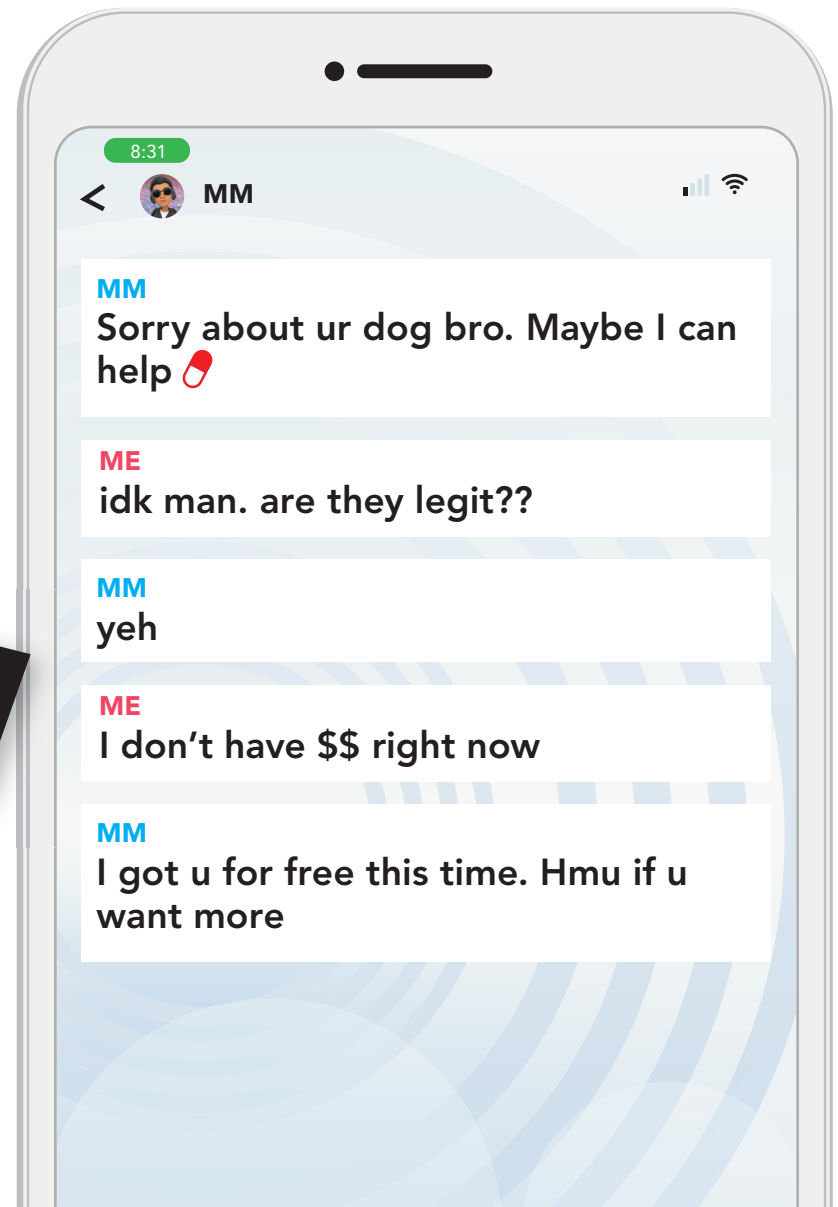 8:31
MM
MM
Sorry about ur dog bro. Maybe I can
help
ME
idk man. are they legit??
MM
yeh
ME
I don’t have $$ right now
MM
I got u for free this time. Hmu if u
want more